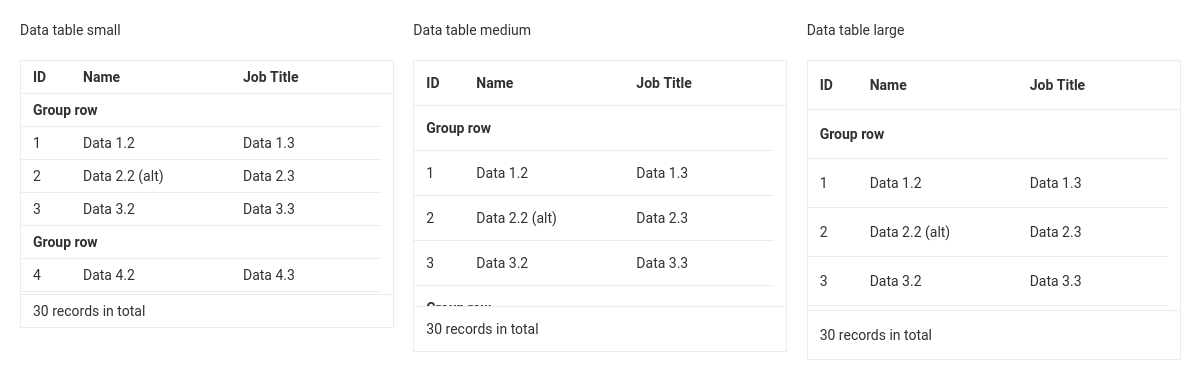 Data table small
ID Name Job Title
Group row
1 Data 1.2 Data 1.3
2 Data 2.2 (alt) Data 2.3
3 Data 3.2 Data 3.3
Group row
4 Data 4.2 Data 4.3
30 records in total
Data table medium
ID Name Job Title
Group row
1 Data 1.2 Data 1.3
2 Data 2.2 (alt) Data 2.3
3 Data 3.2 Data 3.3
Group row
30 records in total
Data table large
ID Name Job Title
Group row
1 Data 1.2 Data 1.3
2 Data 2.2 (alt) Data 2.3
3 Data 3.2 Data 3.3
30 records in total